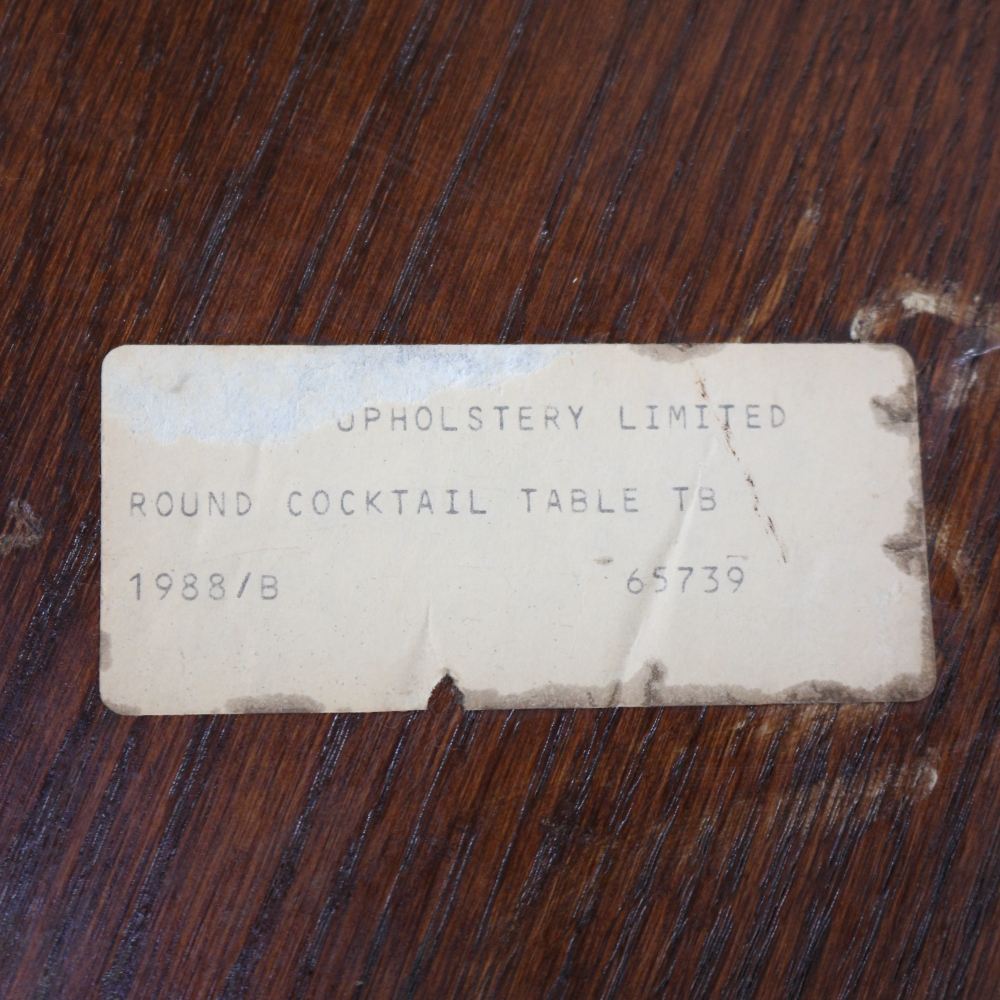 UPHOLSTERY LIMITED
ROUND COCKTAIL TABLE TB
1988/B 65739